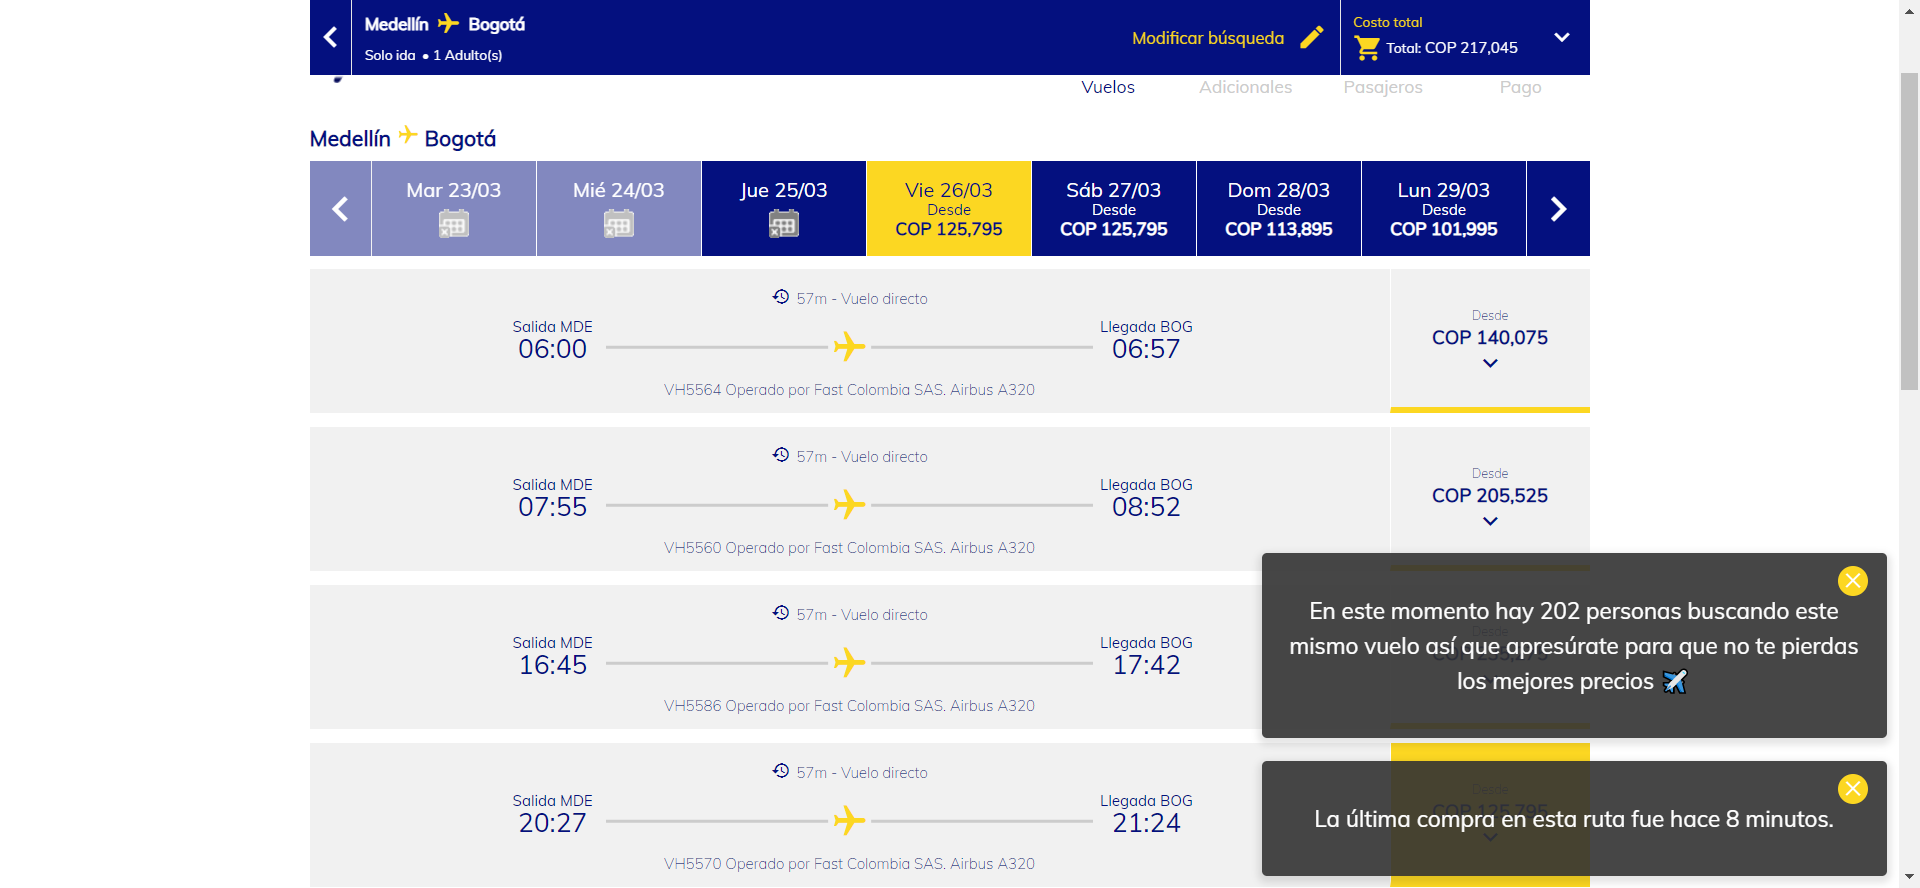 Medellín Bogotá
Solo ida • 1 Adulto(s)
Modificar búsqueda
Costo total
Total: COP 217,045
Vuelos
Adicionales
Pasajeros
Pago
Medellín Bogotá
Mar 23/03
Mié 24/03
Jue 25/03
Vie 26/03
Desde
COP 125,795
Sáb 27/03
Desde
COP 125,795
Dom 28/03
Desde
COP 113,895
Lun 29/03
Desde
COP 101,995
57m - Vuelo directo
Salida MDE
06:00
Llegada BOG
06:57
VH5564 Operado por Fast Colombia SAS. Airbus A320
Desde
COP 140,075
57m - Vuelo directo
Salida MDE
07:55
Llegada BOG
08:52
VH5560 Operado por Fast Colombia SAS. Airbus A320
Desde
COP 205,525
57m - Vuelo directo
Salida MDE
16:45
Llegada BOG
17:42
VH5586 Operado por Fast Colombia SAS. Airbus A320
Desde
COP
En este momento hay 202 personas buscando este
mismo vuelo así que apresúrate para que no te pierdas
los mejores precios
57m - Vuelo directo
Salida MDE
20:27
Llegada BOG
21:24
VH5570 Operado por Fast Colombia SAS. Airbus A320
Desde
COP 125,795
La última compra en esta ruta fue hace 8 minutos.